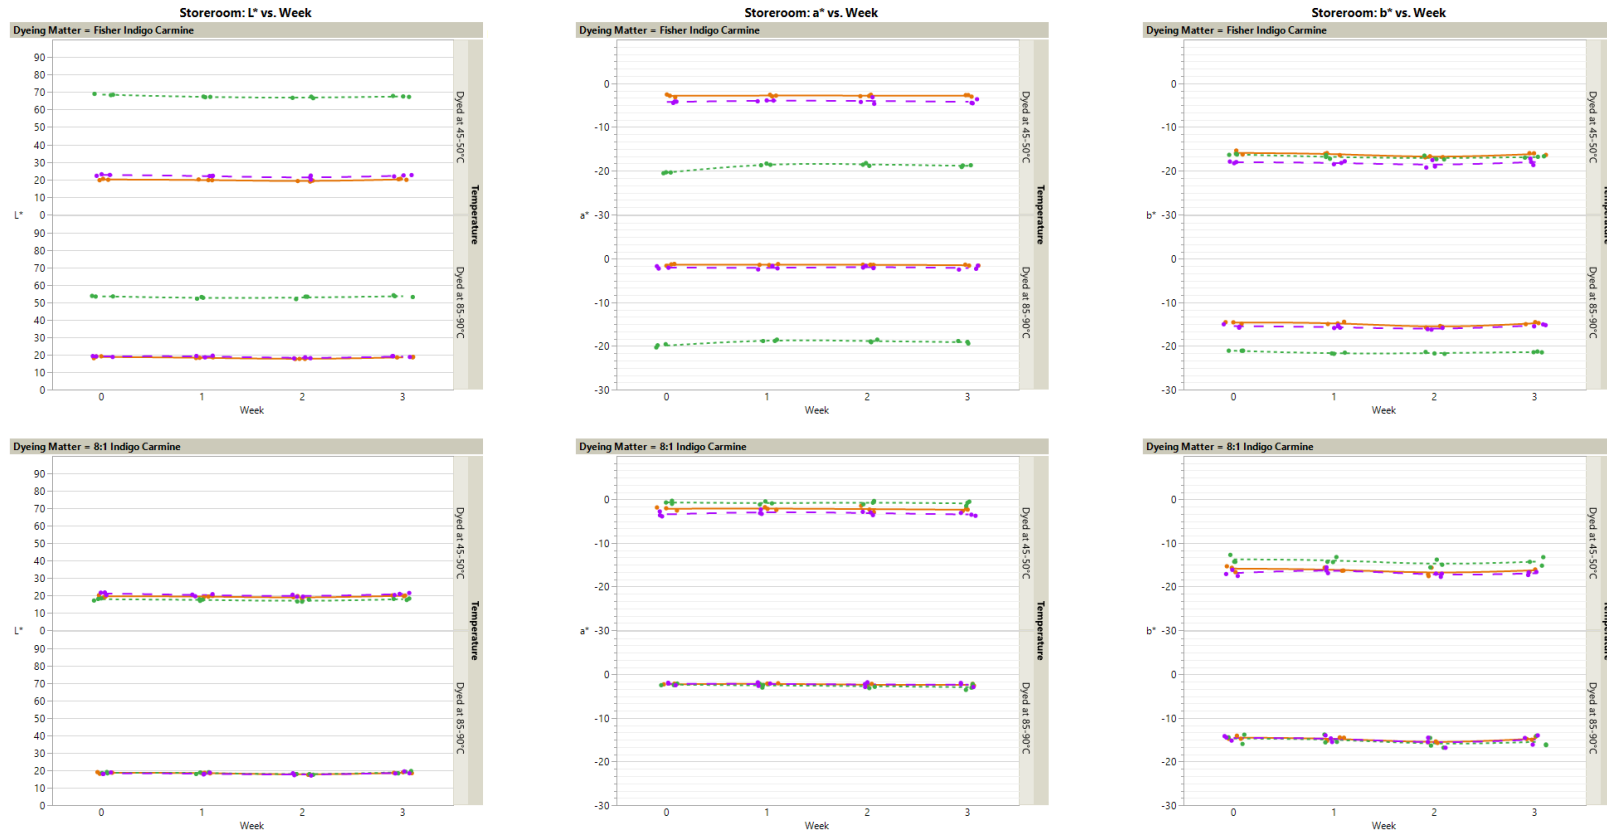 Storeroom: L* vs. Week
Dyeing Matter = Fisher Indigo Carmine
90
80
70
60
50
40
30
20
10
0
90
80
70
60
50
40
30
20
10
0
L*
Dyed at 45-50°C
Dyed at 85-90°C
Temperature
0 1 2 3
Week
Storeroom: a* vs. Week
Dyeing Matter = Fisher Indigo Carmine
0
-10
-20
-30
0
-10
-20
-30
a*
Dyed at 45-50°C
Dyed at 85-90°C
Temperature
0 1 2 3
Week
Storeroom: b* vs. Week
Dyeing Matter = Fisher Indigo Carmine
0
-10
-20
-30
0
-10
-20
-30
b*
Dyed at 45-50°C
Dyed at 85-90°C
Temperature
0 1 2 3
Week
Dyeing Matter = 8:1 Indigo Carmine
90
80
70
60
50
40
30
20
10
0
90
80
70
60
50
40
30
20
10
0
L*
Dyed at 45-50°C
Dyed at 85-90°C
Temperature
0 1 2 3
Week
Dyeing Matter = 8:1 Indigo Carmine
0
-10
-20
-30
0
-10
-20
-30
a*
Dyed at 45-50°C
Dyed at 85-90°C
Temperature
0 1 2 3
Week
Dyeing Matter = 8:1 Indigo Carmine
0
-10
-20
-30
0
-10
-20
-30
b*
Dyed at 45-50°C
Dyed at 85-90°C
Temperature
0 1 2 3
Week